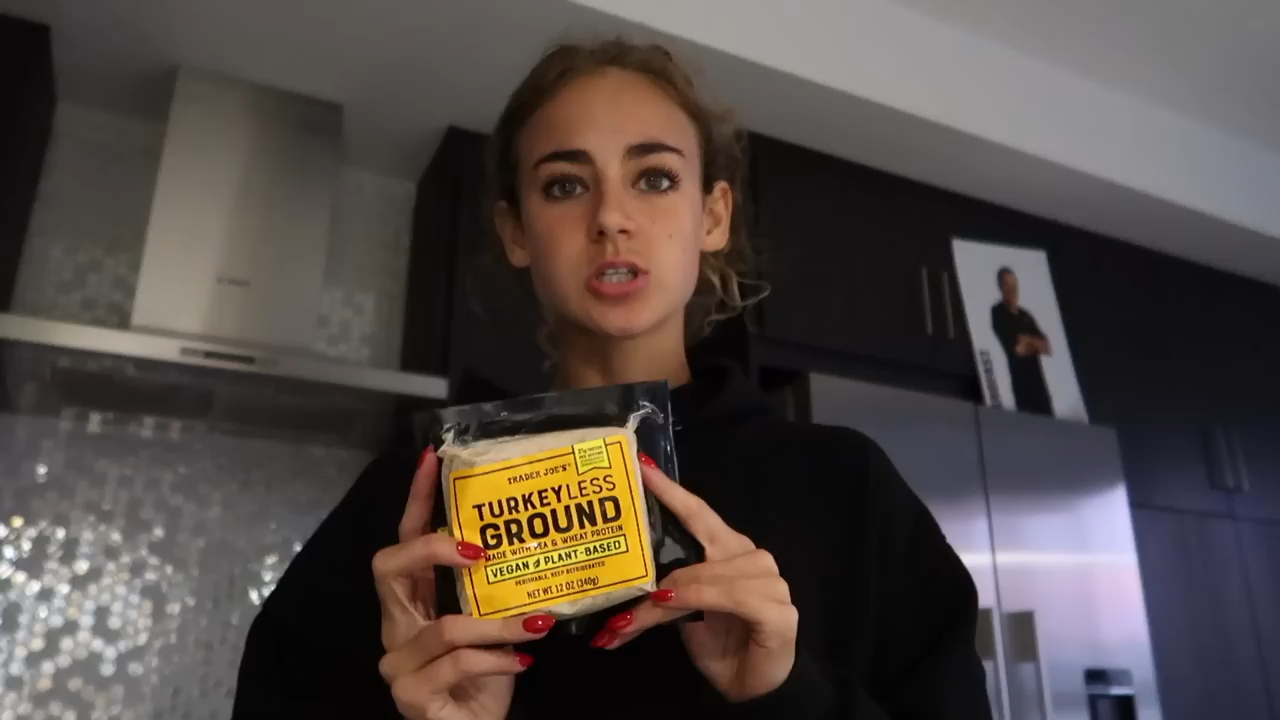 TRADER JOE'S
TURKEYLESS
GROUND
MADE WITH PEA & WHEAT PROTEIN
VEGAN PLANT-BASED
PERISHABLE, KEEP REFRIGERATED
NET WT. 12 OZ (340g)